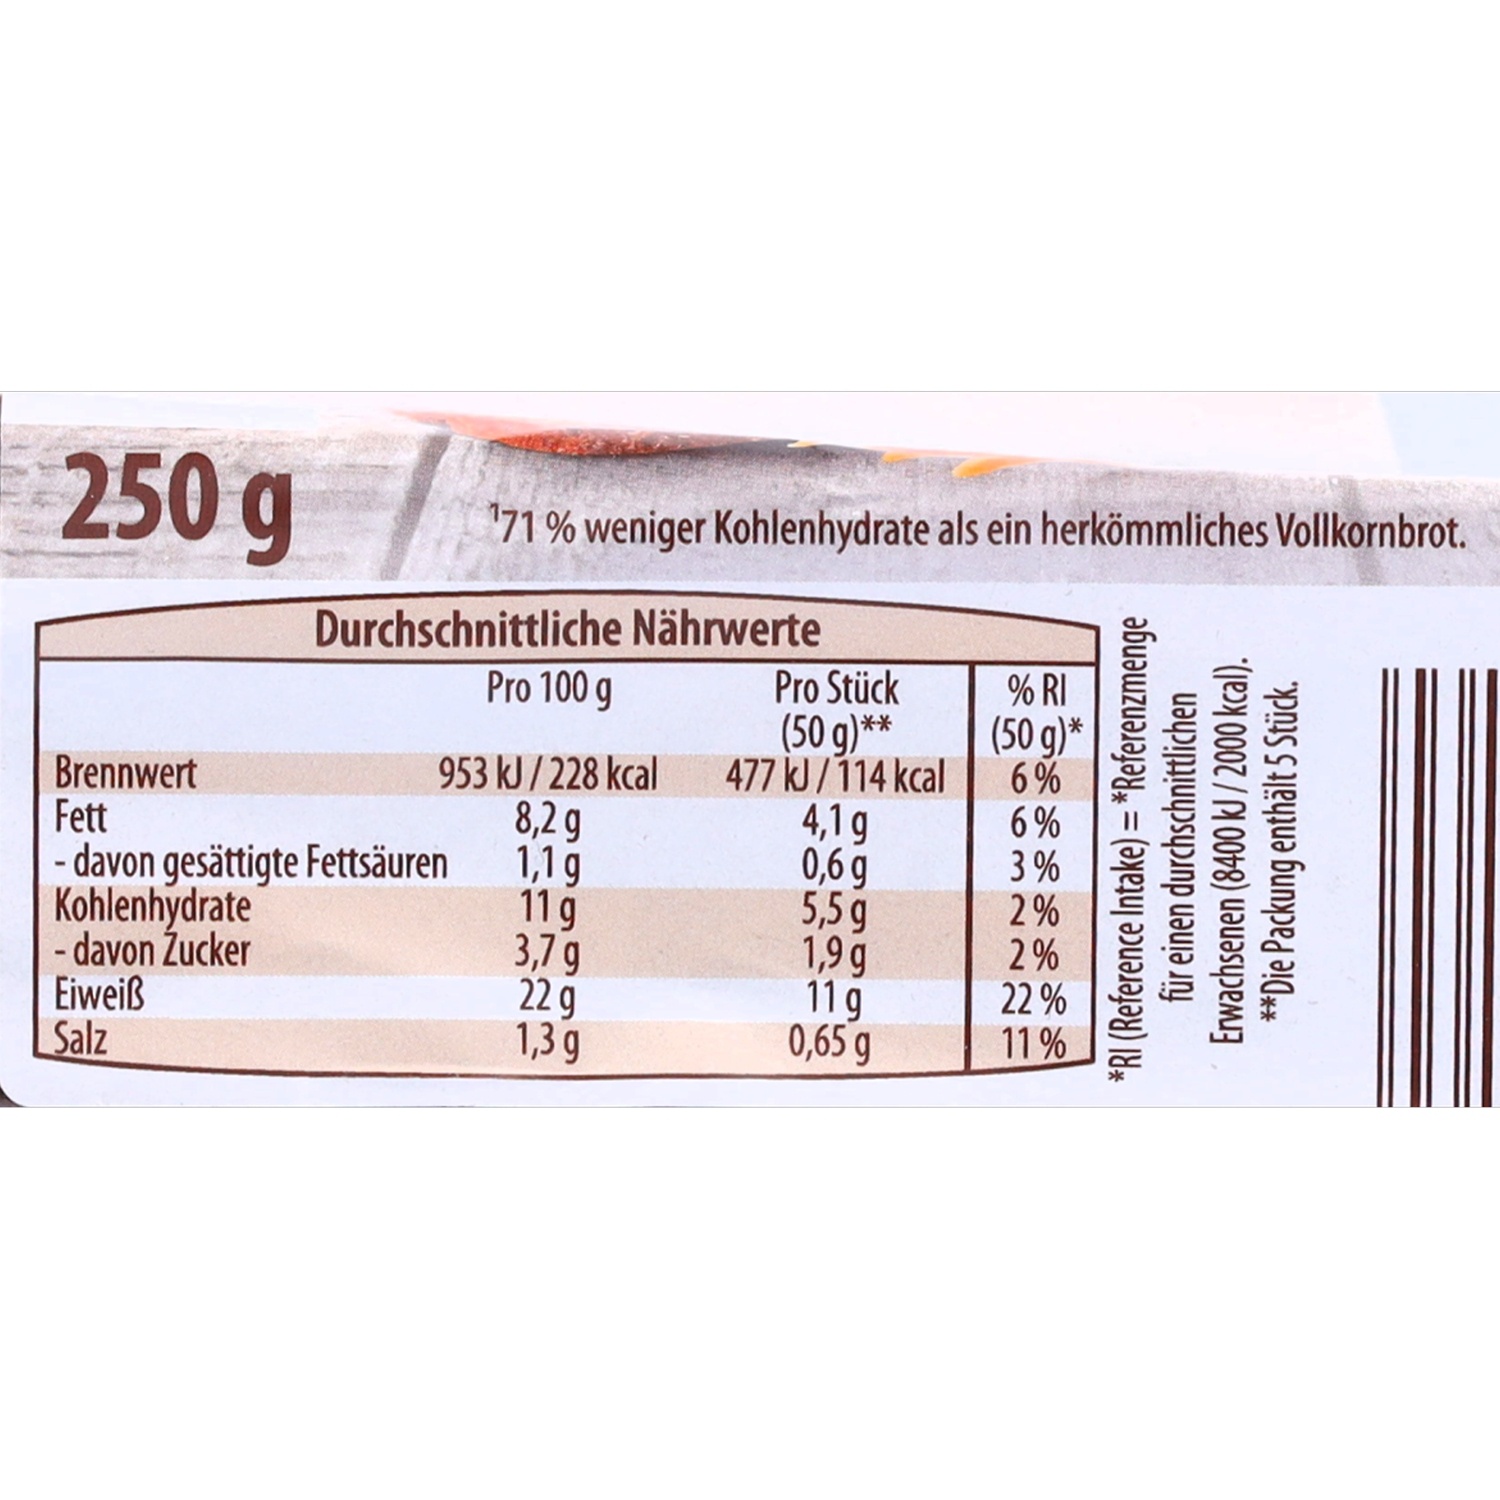 250 g
¹71 % weniger Kohlenhydrate als ein herkömmliches Vollkornbrot.
Durchschnittliche Nährwerte
Pro 100 g Pro Stück (50 g)** % RI (50 g)*
Brennwert 953 kJ / 228 kcal 477 kJ / 114 kcal 6 %
Fett 8,2 g 4,1 g 6 %
- davon gesättigte Fettsäuren 1,1 g 0,6 g 3 %
Kohlenhydrate 11 g 5,5 g 2 %
- davon Zucker 3,7 g 1,9 g 2 %
Eiweiß 22 g 11 g 22 %
Salz 1,3 g 0,65 g 11 %
*RI (Reference Intake) = *Referenzmenge
für einen durchschnittlichen
Erwachsenen (8400 kJ / 2000 kcal).
**Die Packung enthält 5 Stück.